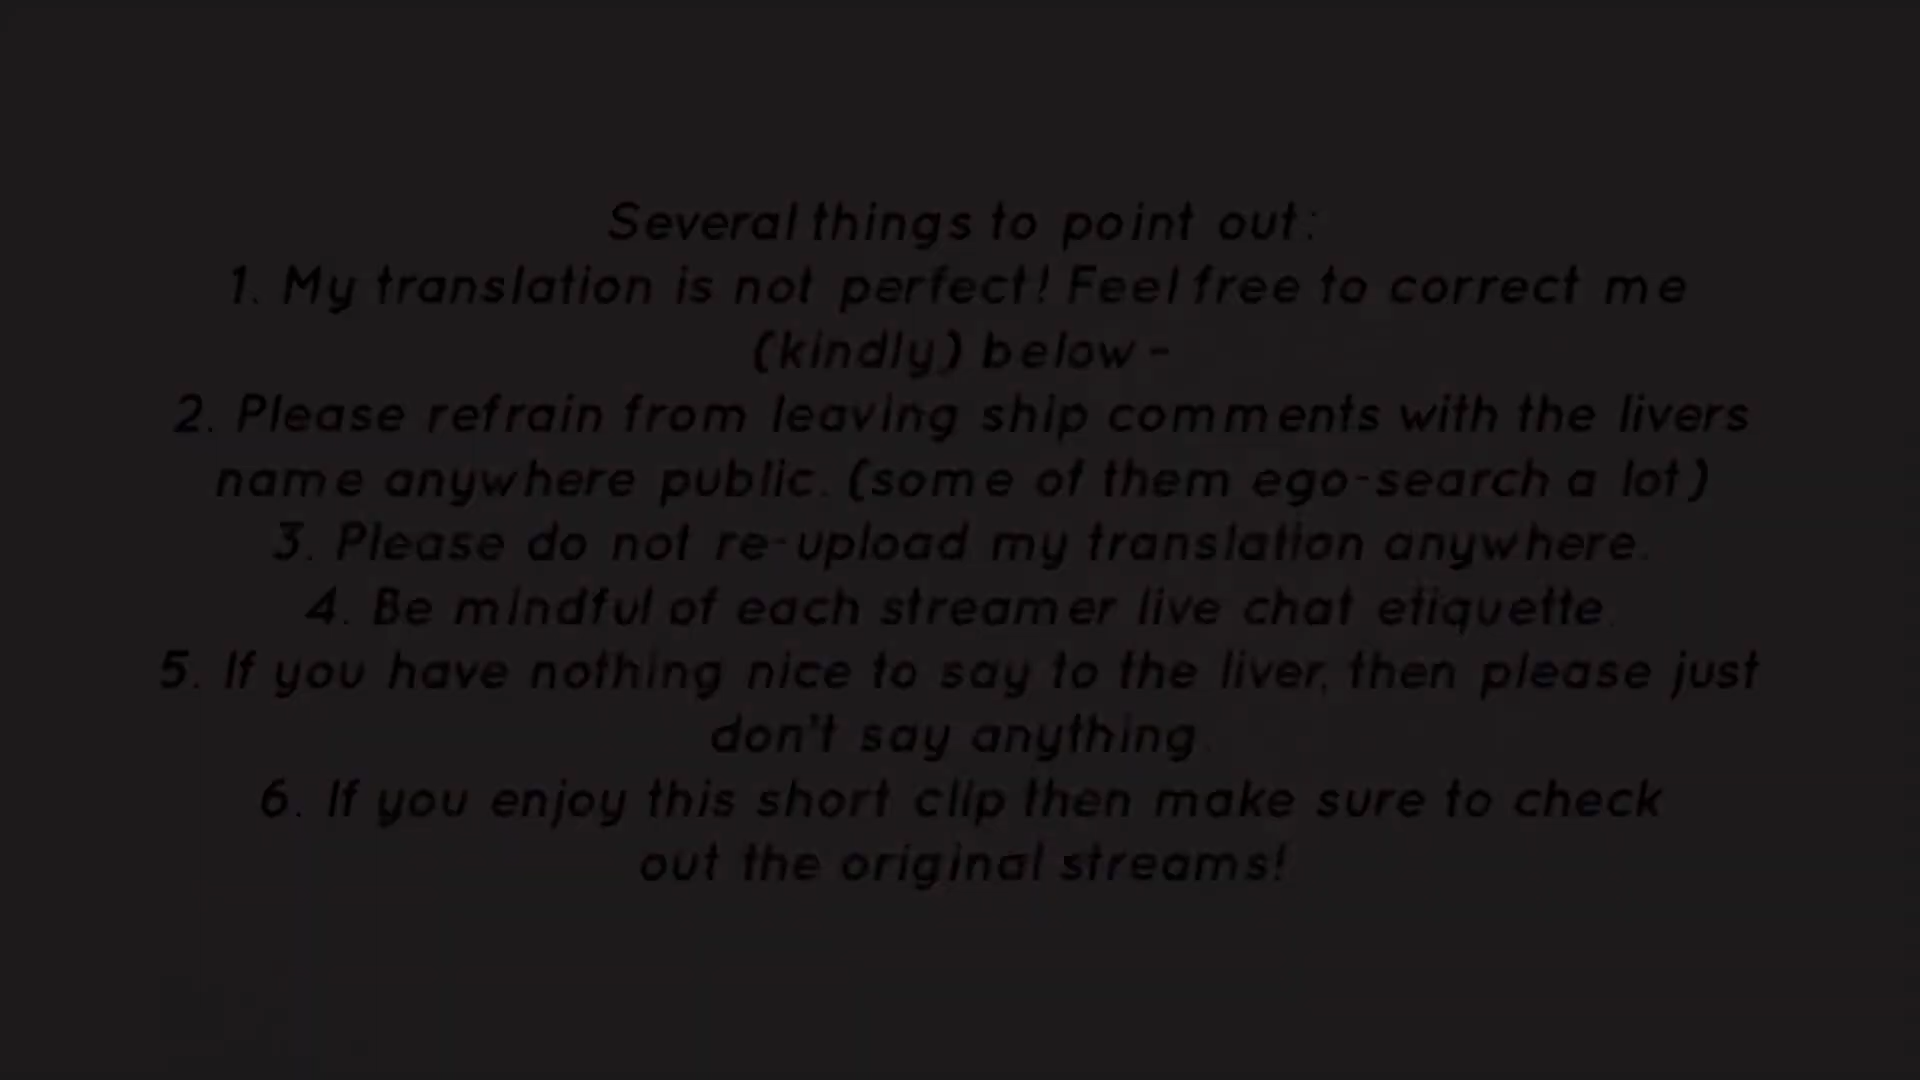 Several things to point out:
1. My translation is not perfect! Feel free to correct me
(kindly) below -
2. Please refrain from leaving ship comments with the livers
name anywhere public. (some of them ego-search a lot)
3. Please do not re-upload my translation anywhere.
4. Be mindful of each streamer live chat etiquette.
5. If you have nothing nice to say to the liver, then please just
don't say anything.
6. If you enjoy this short clip then make sure to check
out the original streams!